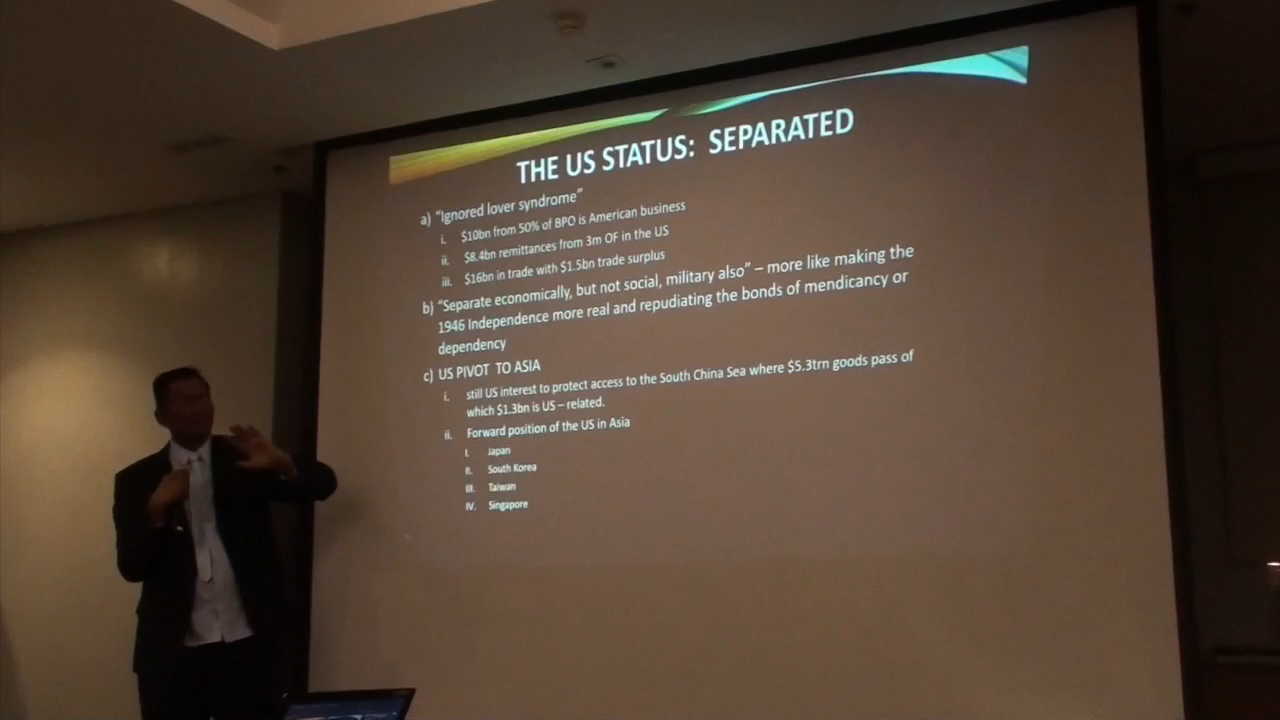 THE US STATUS: SEPARATED
a) "Ignored lover syndrome"
i. $10bn from 50% of BPO is American business
ii. $8.4bn remittances from 3m OF in the US
iii. $16bn in trade with $1.5bn trade surplus
b) "Separate economically, but not social, military also" – more like making the
1946 Independence more real and repudiating the bonds of mendicancy or
dependency
c) US PIVOT TO ASIA
i. still US interest to protect access to the South China Sea where $5.3trn goods pass of
which $1.3bn is US – related.
ii. Forward position of the US in Asia
I. Japan
II. South Korea
III. Taiwan
IV. Singapore